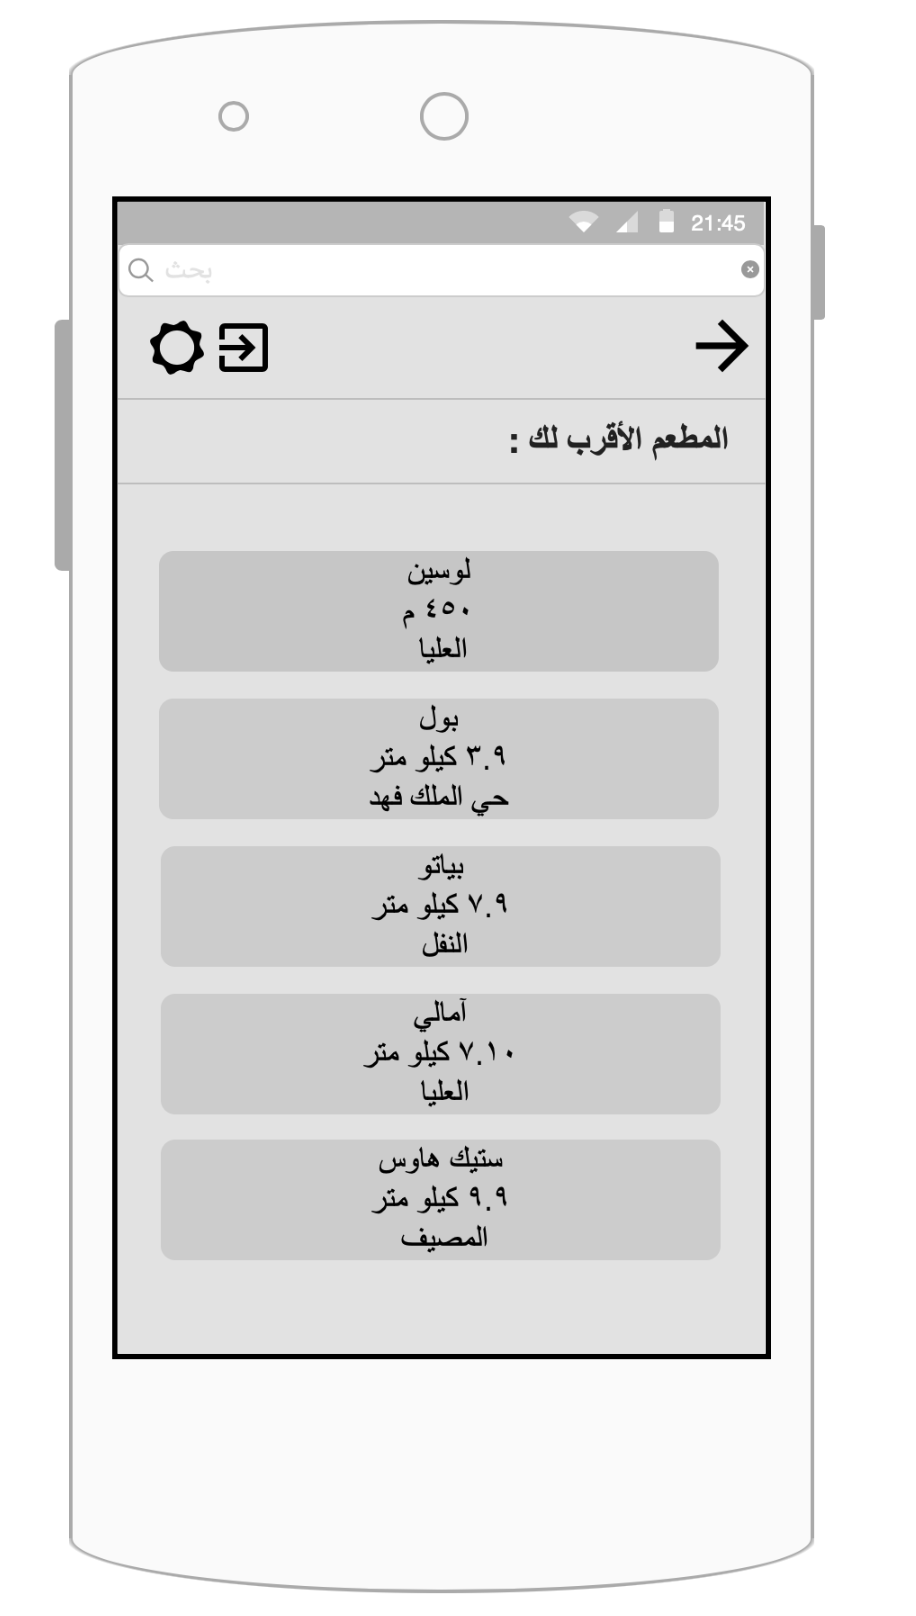 21:45
بحث
المطعم الأقرب لك :
لوسين
٤٥٠ م
العليا
بول
٣.٩ كيلو متر
حي الملك فهد
بياتو
٧.٩ كيلو متر
النفل
آمالي
٧.١٠ كيلو متر
العليا
ستيك هاوس
٩.٩ كيلو متر
المصيف